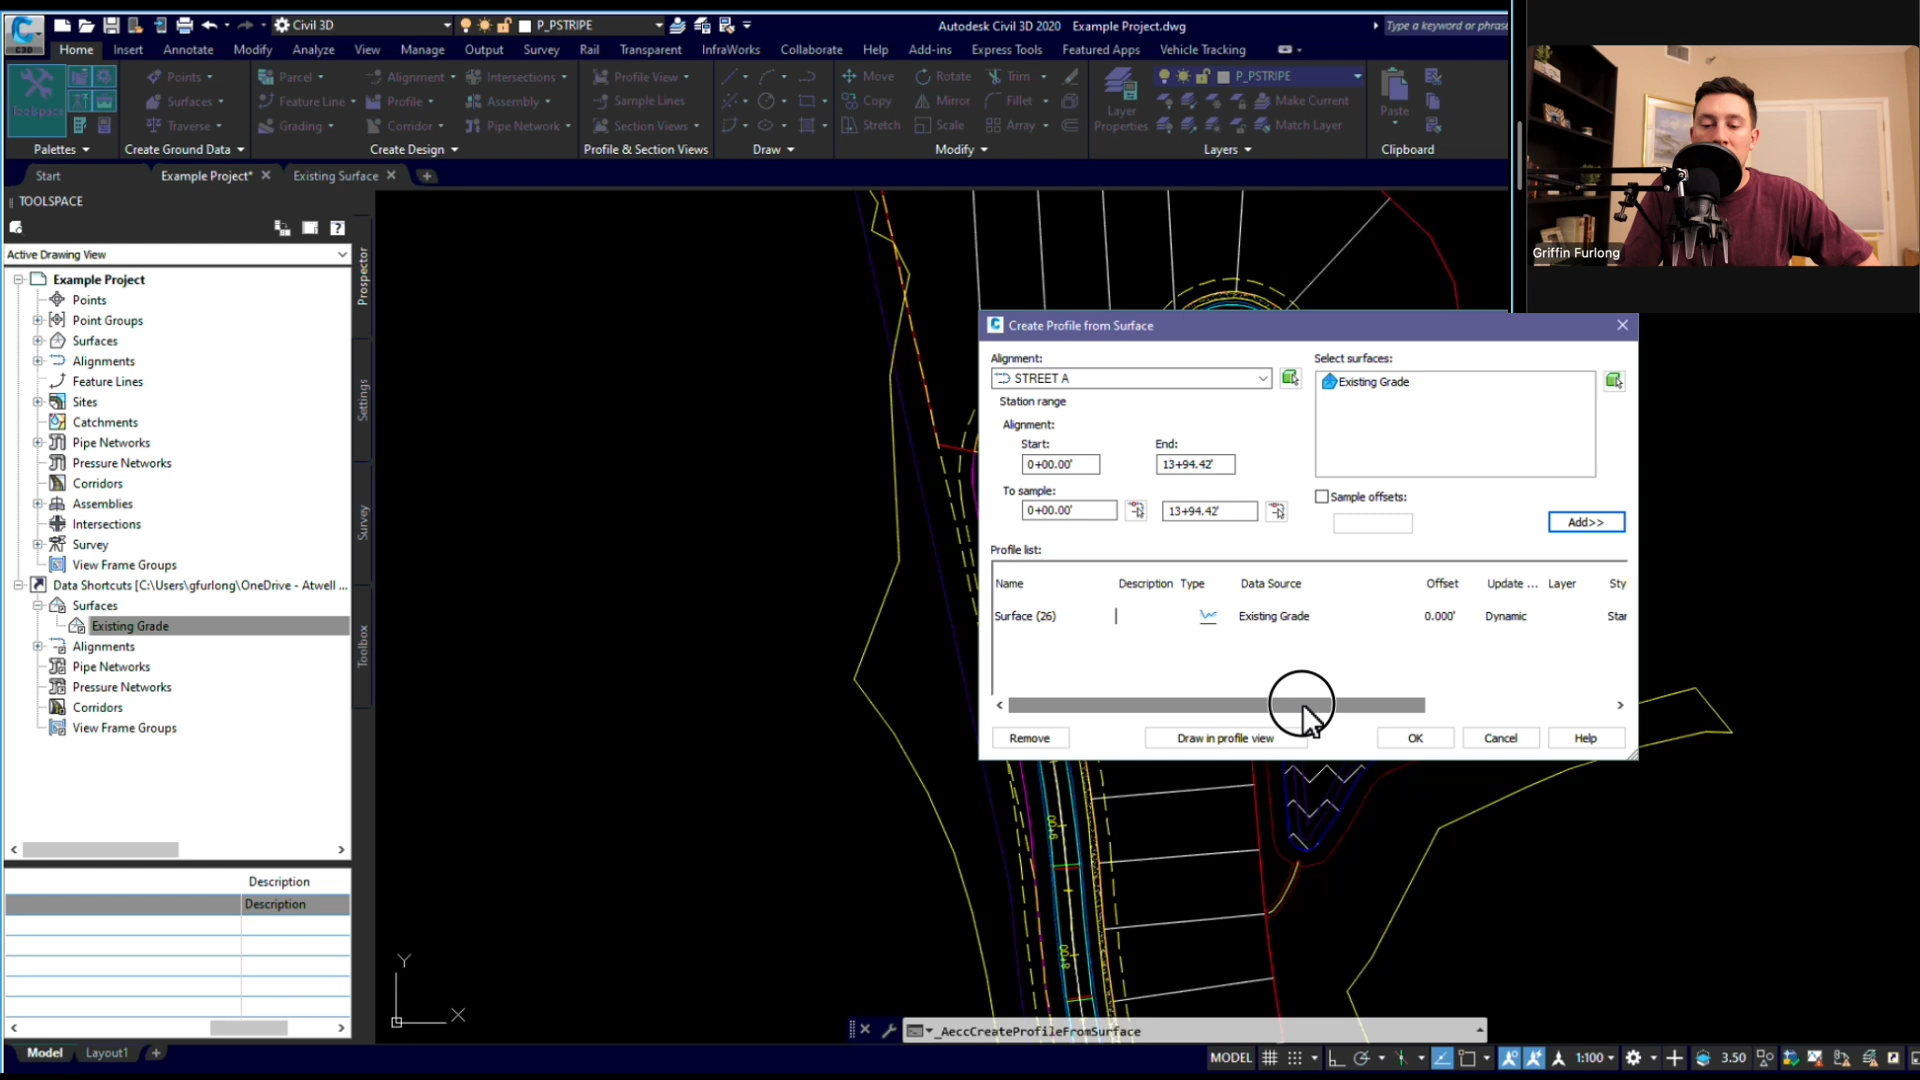 C3D
Civil 3D
P_PSTRIPE
Autodesk Civil 3D 2020 Example Project.dwg
Type a keyword or phrase
Home Insert Annotate Modify Analyze View Manage Output Survey Rail Transparent InfraWorks Collaborate Help Add-ins Express Tools Featured Apps Vehicle Tracking
Toolspace
Points Parcel Alignment Intersections Profile View Move Rotate Trim P_PSTRIPE
Surfaces Feature Line Profile Assembly Sample Lines Copy Mirror Fillet Make Current
Traverse Grading Corridor Pipe Network Section Views Stretch Scale Array Match Layer
Layer Properties
Paste
Palettes Create Ground Data Create Design Profile & Section Views Draw Modify Layers Clipboard
Start Example Project* Existing Surface
TOOLSPACE
Active Drawing View
Example Project
Points
Point Groups
Surfaces
Alignments
Feature Lines
Sites
Catchments
Pipe Networks
Pressure Networks
Corridors
Assemblies
Intersections
Survey
View Frame Groups
Data Shortcuts [C:\Users\gfurlong\OneDrive - Atwell ...
Surfaces
Existing Grade
Alignments
Pipe Networks
Pressure Networks
Corridors
View Frame Groups
Prospector
Settings
Survey
Toolbox
Description
Description
Griffin Furlong
Create Profile from Surface
Alignment:
Select surfaces:
STREET A
Existing Grade
Station range
Alignment:
Start: End:
0+00.00' 13+94.42'
To sample:
0+00.00' 13+94.42'
Sample offsets:
Add>>
Profile list:
Name Description Type Data Source Offset Update ... Layer Sty
Surface (26) Existing Grade 0.000' Dynamic Star
Remove Draw in profile view OK Cancel Help
6+00
8+00
Y
X
_AeccCreateProfileFromSurface
Model Layout1
MODEL 1:100 3.50